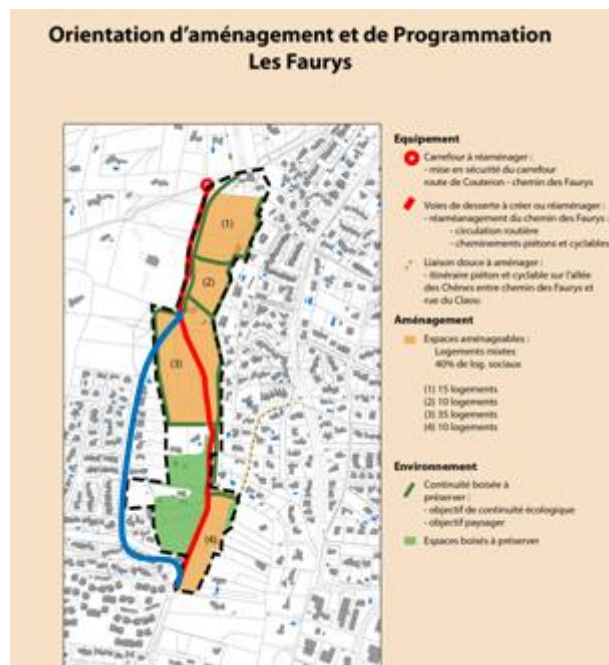 Orientation d'aménagement et de Programmation
Les Faurys
Equipement
Carrefour à réaménager :
- mise en sécurité du carrefour
route de Couteron - chemin des Faurys
Voies de desserte à créer ou réaménager :
- réaménagement du chemin des Faurys :
- circulation routière
- cheminements piétons et cyclables
Liaison douce à aménager :
- itinéraire piéton et cyclable sur l'allée
des Chênes entre chemin des Faurys et
rue du Claou
Aménagement
Espaces aménageables :
Logements mixtes
40% de log. sociaux
(1) 15 logements
(2) 10 logements
(3) 35 logements
(4) 10 logements
Environnement
Continuité boisée à
préserver :
- objectif de continuité écologique
- objectif paysager
Espaces boisés à préserver
(1)
(2)
(3)
(4)